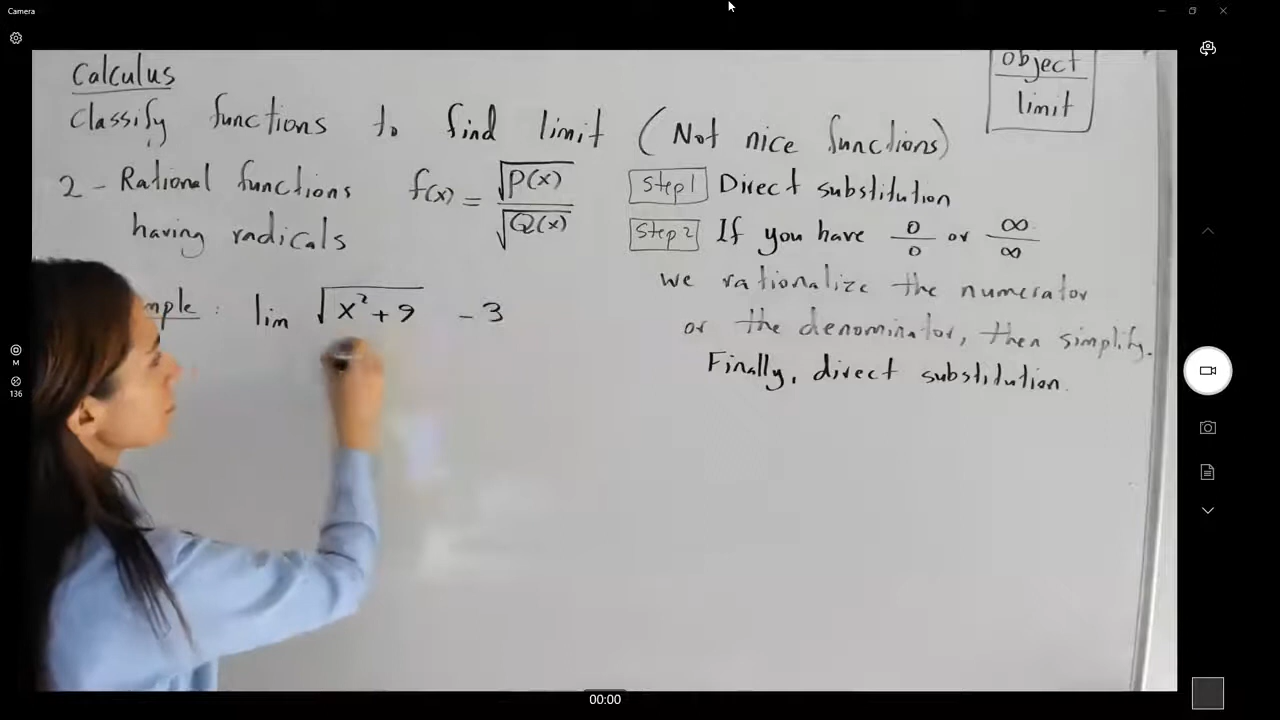 Camera
Calculus
Classify functions to find limit (Not nice functions)
object
limit
2 - Rational functions having radicals
f(x) = √P(x) / √Q(x)
Step 1 Direct substitution
Step 2 If you have 0/0 or ∞/∞
we rationalize the numerator
or the denominator, then simplify.
Finally, direct substitution.
mple : lim √x²+9 - 3
M
136
00:00